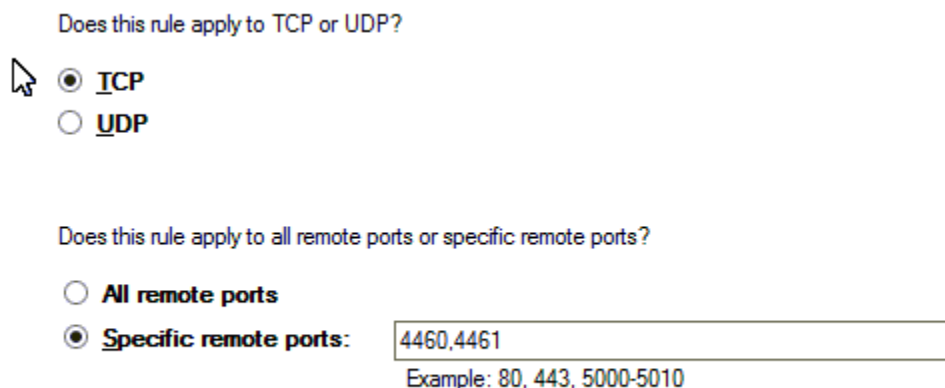 Does this rule apply to TCP or UDP?
TCP
UDP
Does this rule apply to all remote ports or specific remote ports?
All remote ports
Specific remote ports: 4460,4461
Example: 80, 443, 5000-5010